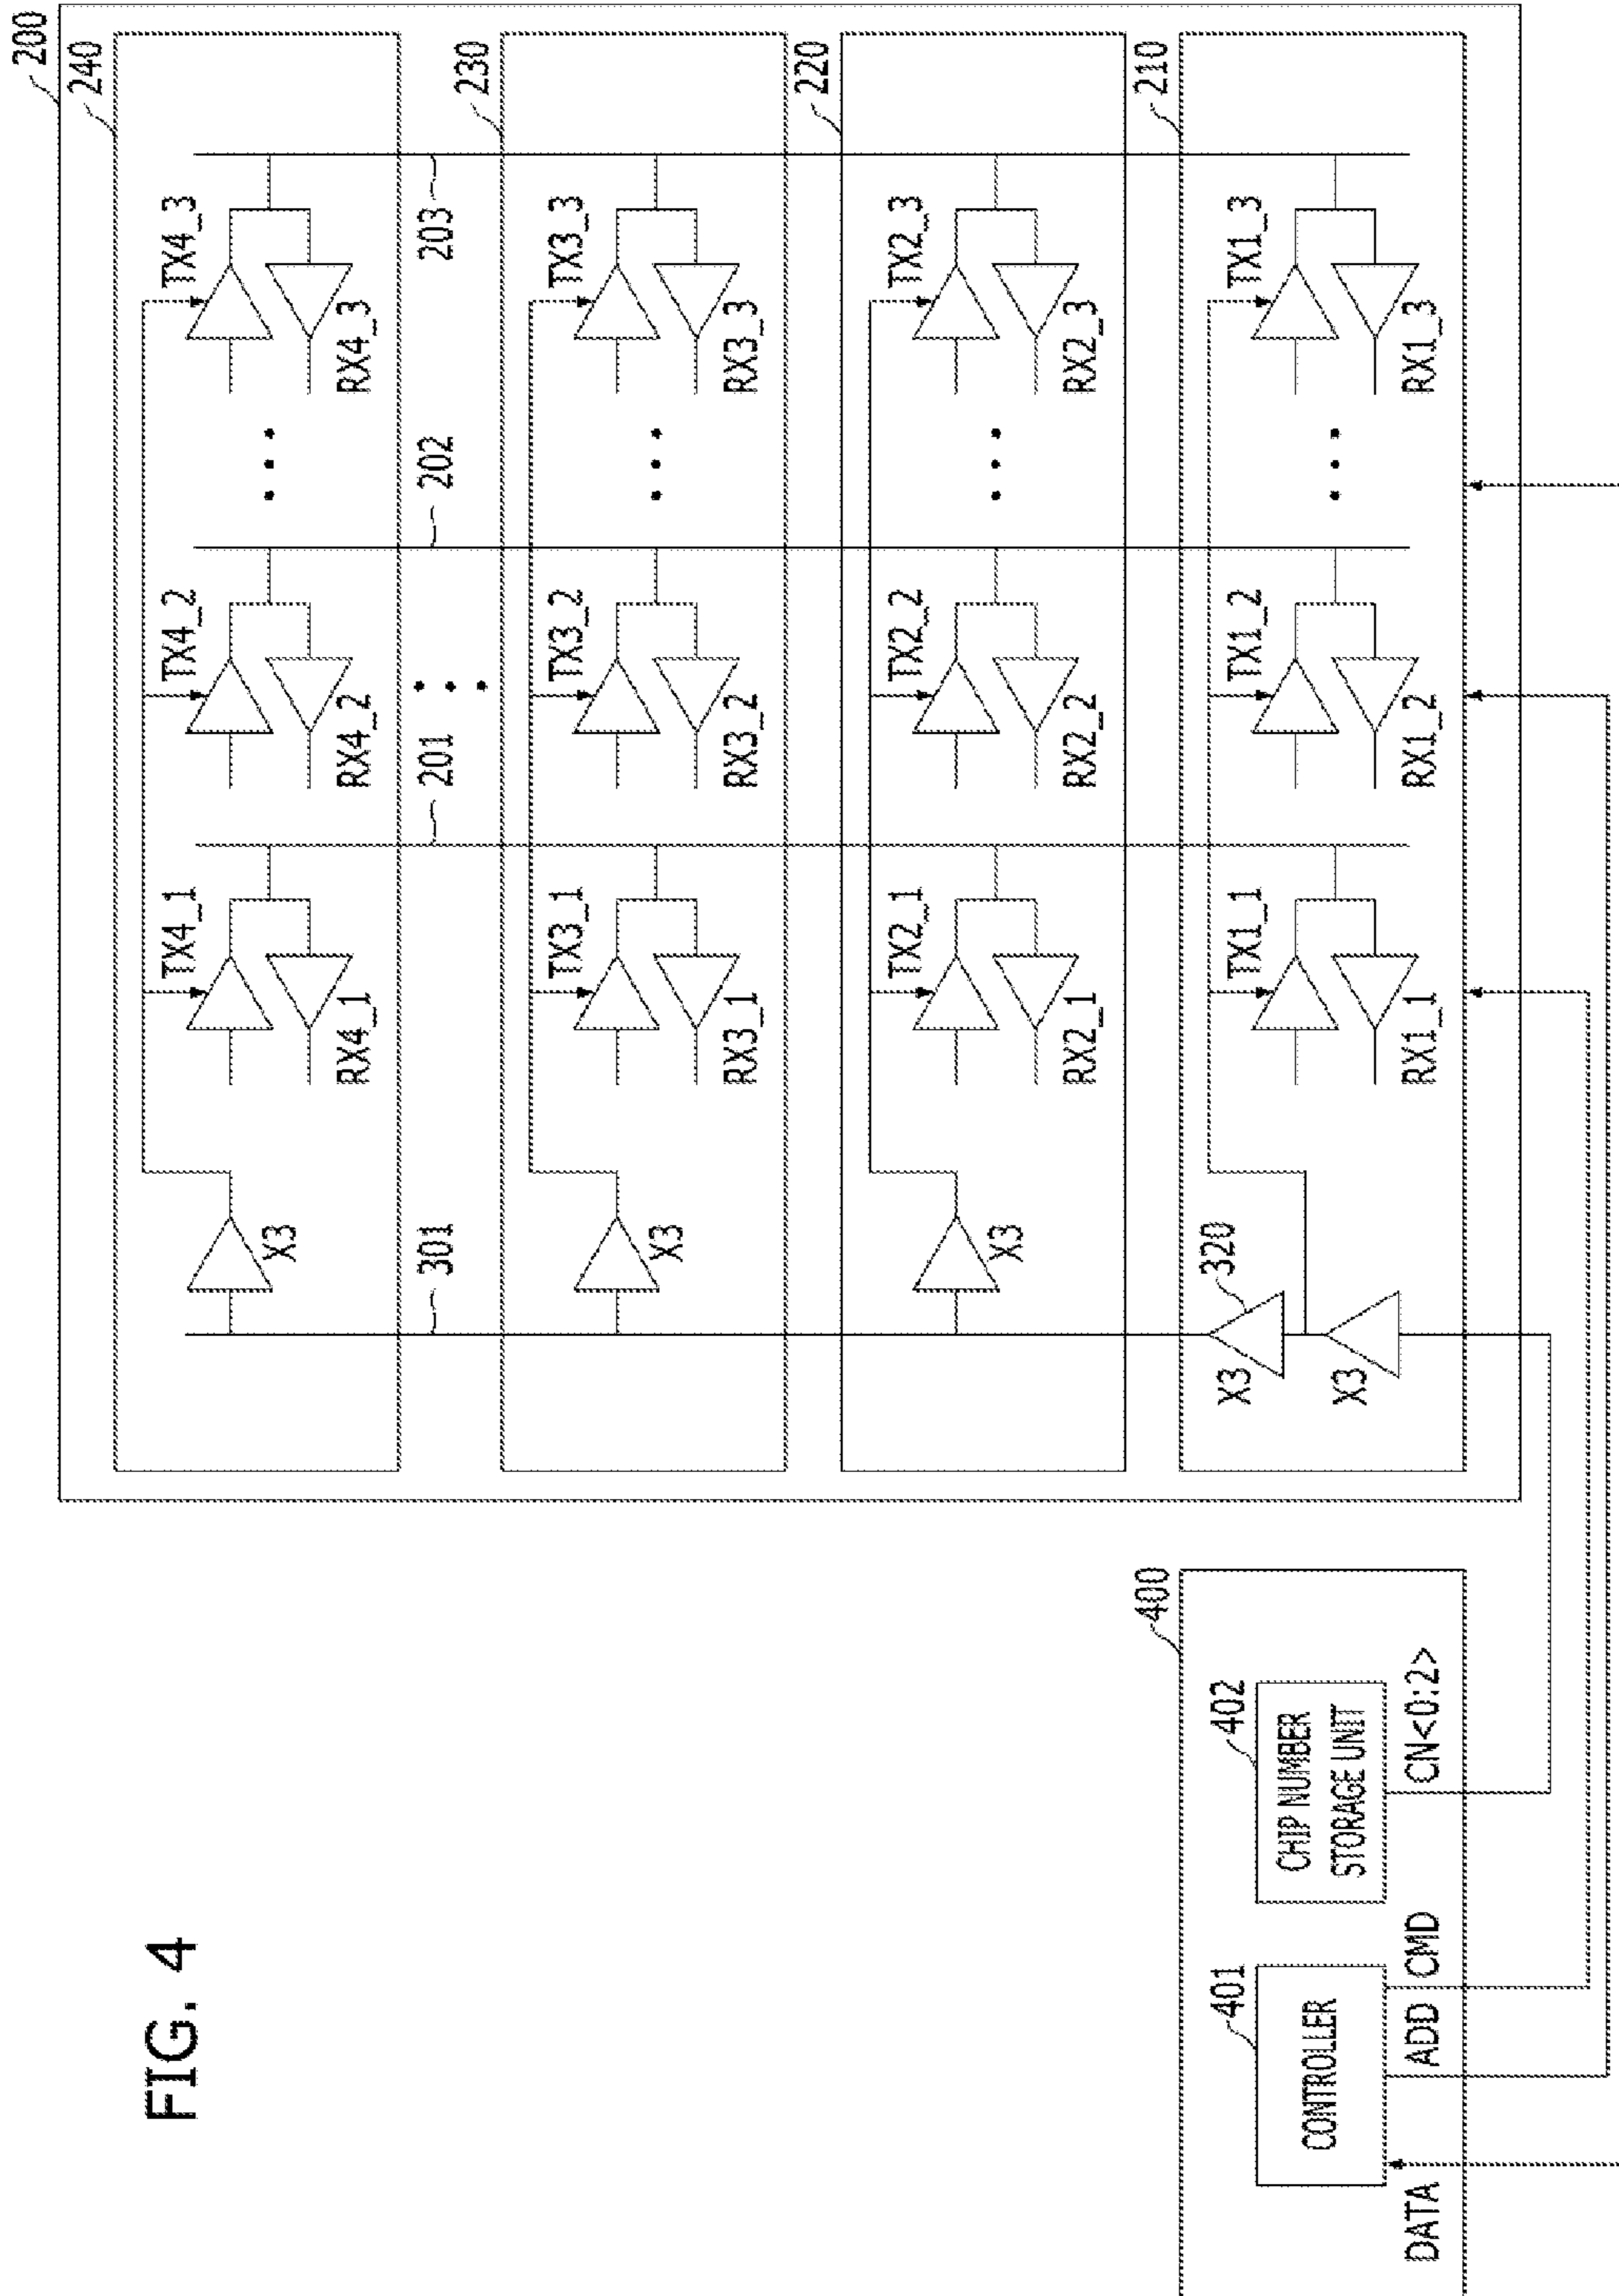 FIG. 4
200
240
TX4_1
TX4_2
TX4_3
X3
RX4_1
RX4_2
RX4_3
301
201
202
203
230
TX3_1
TX3_2
TX3_3
X3
RX3_1
RX3_2
RX3_3
220
TX2_1
TX2_2
TX2_3
X3
RX2_1
RX2_2
RX2_3
210
320
TX1_1
TX1_2
TX1_3
X3
X3
RX1_1
RX1_2
RX1_3
400
401
402
CONTROLLER
CHIP NUMBER
STORAGE UNIT
DATA
ADD
CMD
CN<0:2>